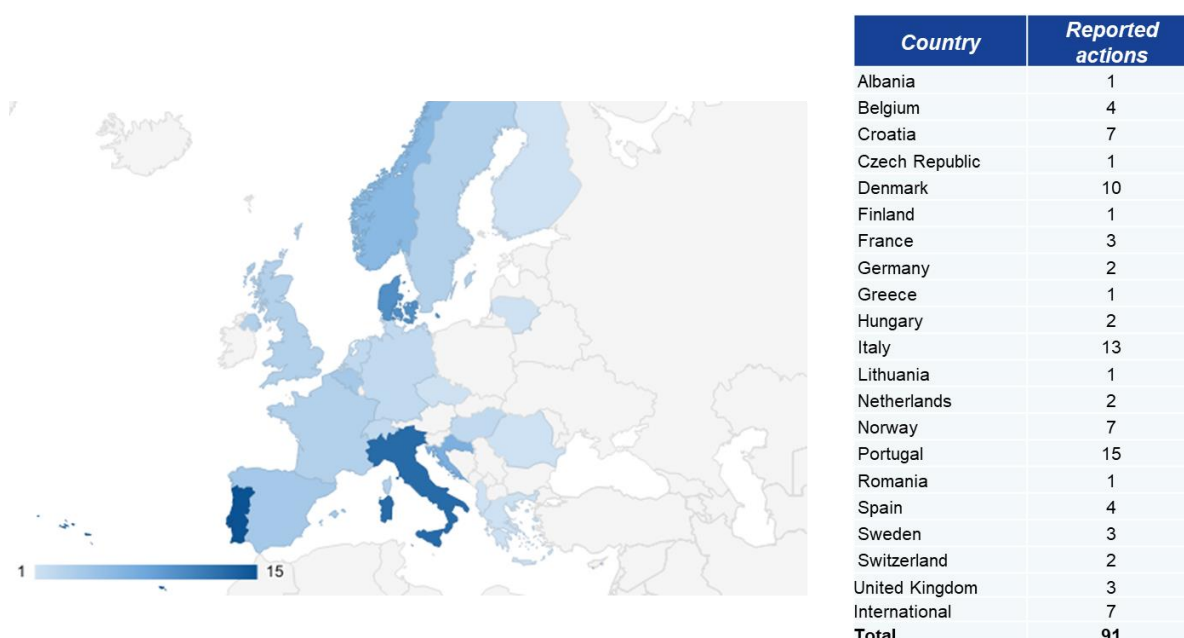 Country Reported actions
Albania 1
Belgium 4
Croatia 7
Czech Republic 1
Denmark 10
Finland 1
France 3
Germany 2
Greece 1
Hungary 2
Italy 13
Lithuania 1
Netherlands 2
Norway 7
Portugal 15
Romania 1
Spain 4
Sweden 3
Switzerland 2
United Kingdom 3
International 7
Total 91
1 15